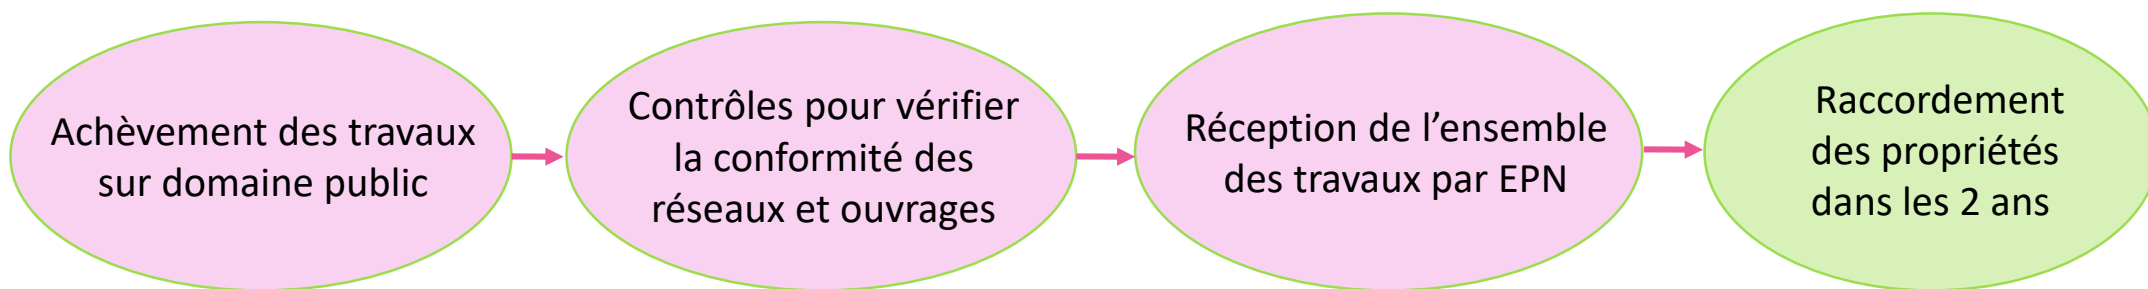 Achèvement des travaux
sur domaine public
Contrôles pour vérifier
la conformité des
réseaux et ouvrages
Réception de l’ensemble
des travaux par EPN
Raccordement
des propriétés
dans les 2 ans